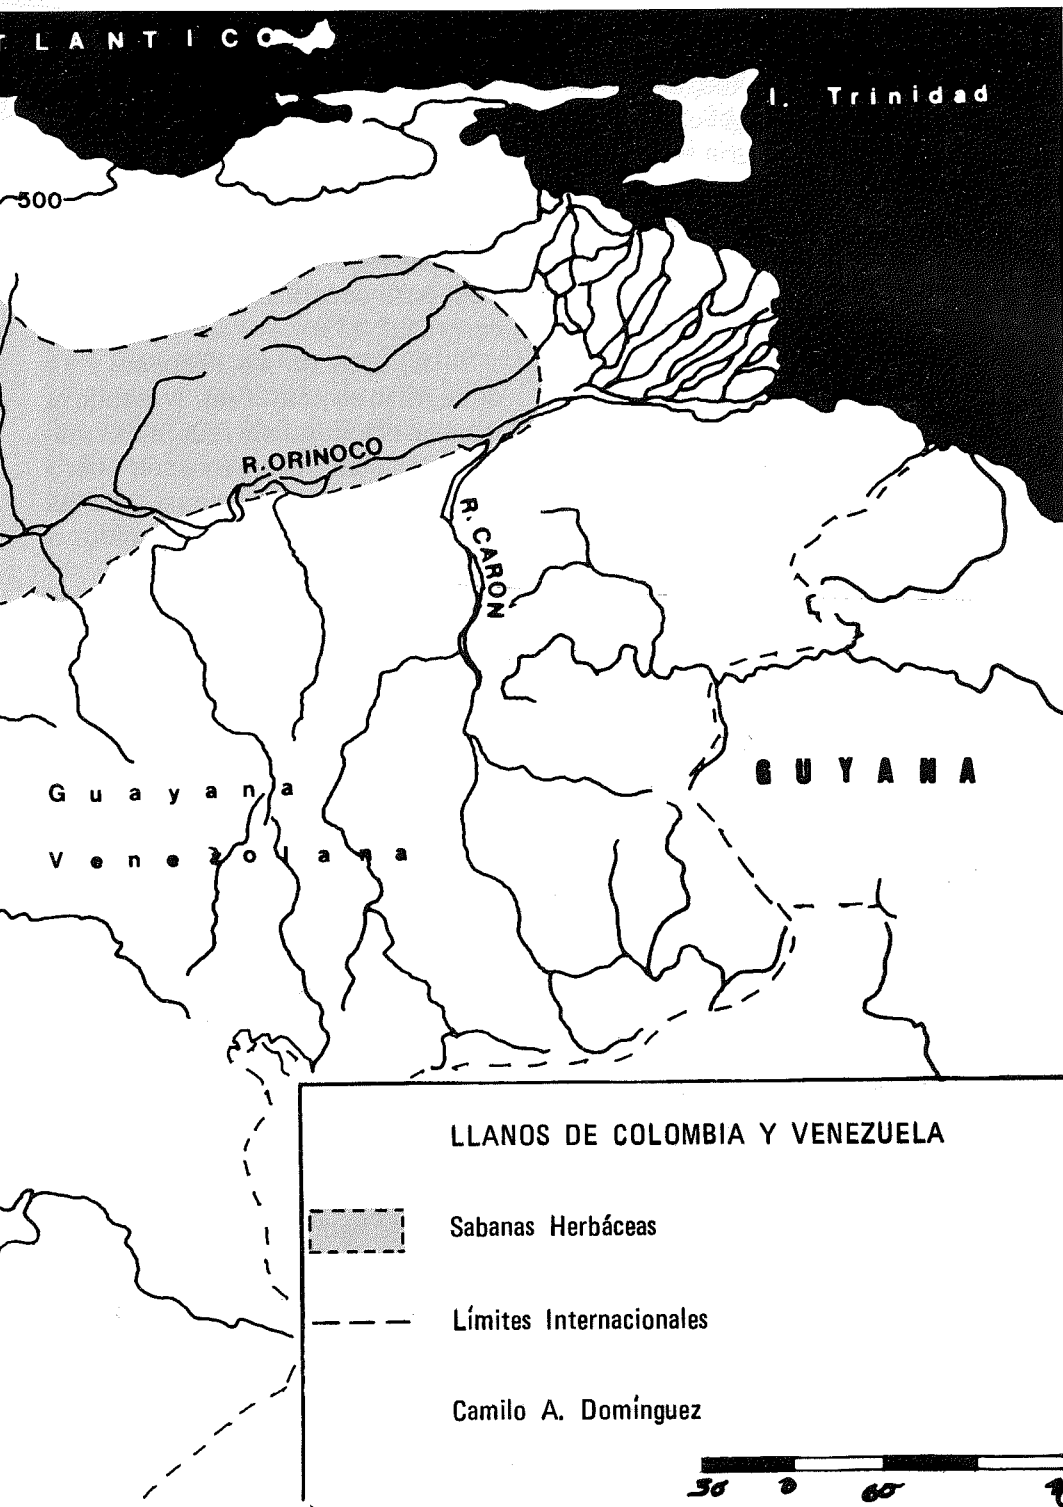 TLANTICO
I. Trinidad
500
R. ORINOCO
R. CARON
GUYANA
Guayana
Venezolana
LLANOS DE COLOMBIA Y VENEZUELA
Sabanas Herbáceas
Límites Internacionales
Camilo A. Domínguez
30 0 60